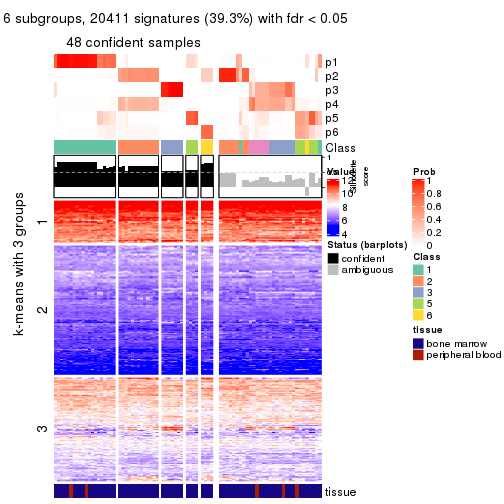 6 subgroups, 20411 signatures (39.3%) with fdr < 0.05
48 confident samples
p1
p2
p3
p4
p5
p6
Class
1
Silhouette
score
k-means with 3 groups
1
2
3
tissue
Value
12
10
8
6
4
Status (barplots)
confident
ambiguous
Prob
1
0.8
0.6
0.4
0.2
0
Class
1
2
3
5
6
tissue
bone marrow
peripheral blood